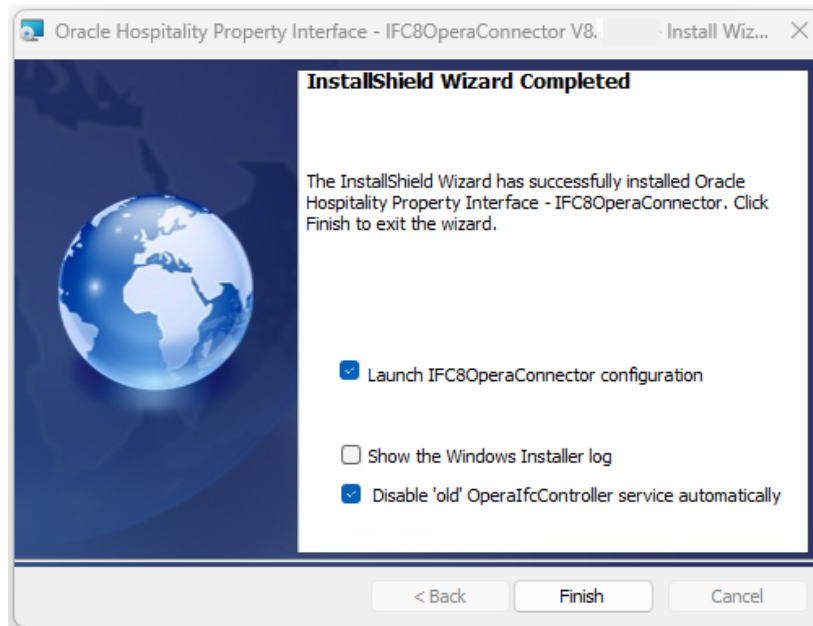 Oracle Hospitality Property Interface - IFC8OperaConnector V8. - Install Wiz...
InstallShield Wizard Completed
The InstallShield Wizard has successfully installed Oracle
Hospitality Property Interface - IFC8OperaConnector. Click
Finish to exit the wizard.
Launch IFC8OperaConnector configuration
Show the Windows Installer log
Disable 'old' OperaIfcController service automatically
< Back
Finish
Cancel